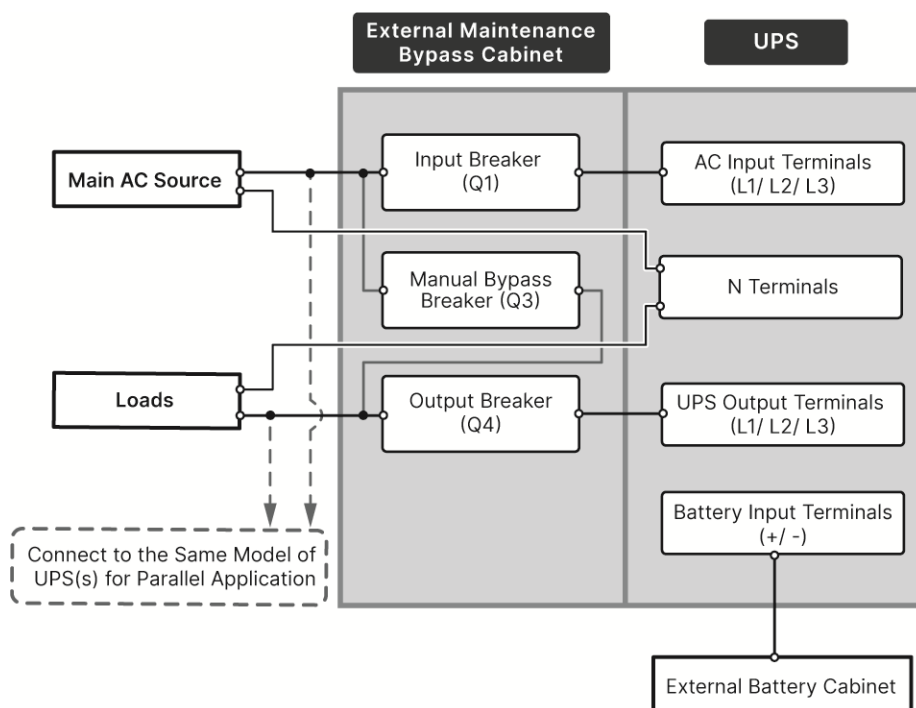 External Maintenance
Bypass Cabinet
UPS
Main AC Source
Input Breaker
(Q1)
AC Input Terminals
(L1/ L2/ L3)
Manual Bypass
Breaker (Q3)
N Terminals
Loads
Output Breaker
(Q4)
UPS Output Terminals
(L1/ L2/ L3)
Battery Input Terminals
(+/ -)
Connect to the Same Model of
UPS(s) for Parallel Application
External Battery Cabinet